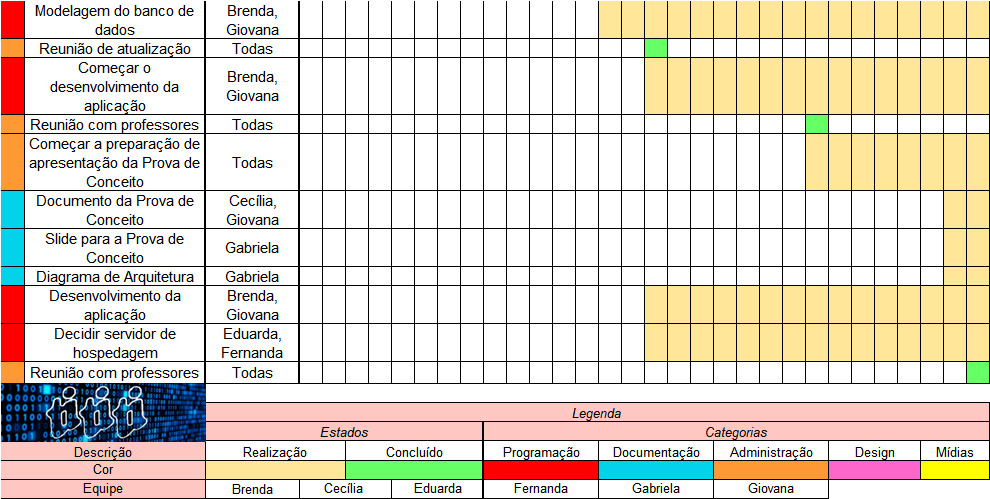 Modelagem do banco de
dados
Brenda,
Giovana
Reunião de atualização
Todas
Começar o
desenvolvimento da
aplicação
Brenda,
Giovana
Reunião com professores
Todas
Começar a preparação de
apresentação da Prova de
Conceito
Todas
Documento da Prova de
Conceito
Cecília,
Giovana
Slide para a Prova de
Conceito
Gabriela
Diagrama de Arquitetura
Gabriela
Desenvolvimento da
aplicação
Brenda,
Giovana
Decidir servidor de
hospedagem
Eduarda,
Fernanda
Reunião com professores
Todas
Legenda
Estados Categorias
Descrição Realização Concluído Programação Documentação Administração Design Mídias
Cor
Equipe Brenda Cecília Eduarda Fernanda Gabriela Giovana